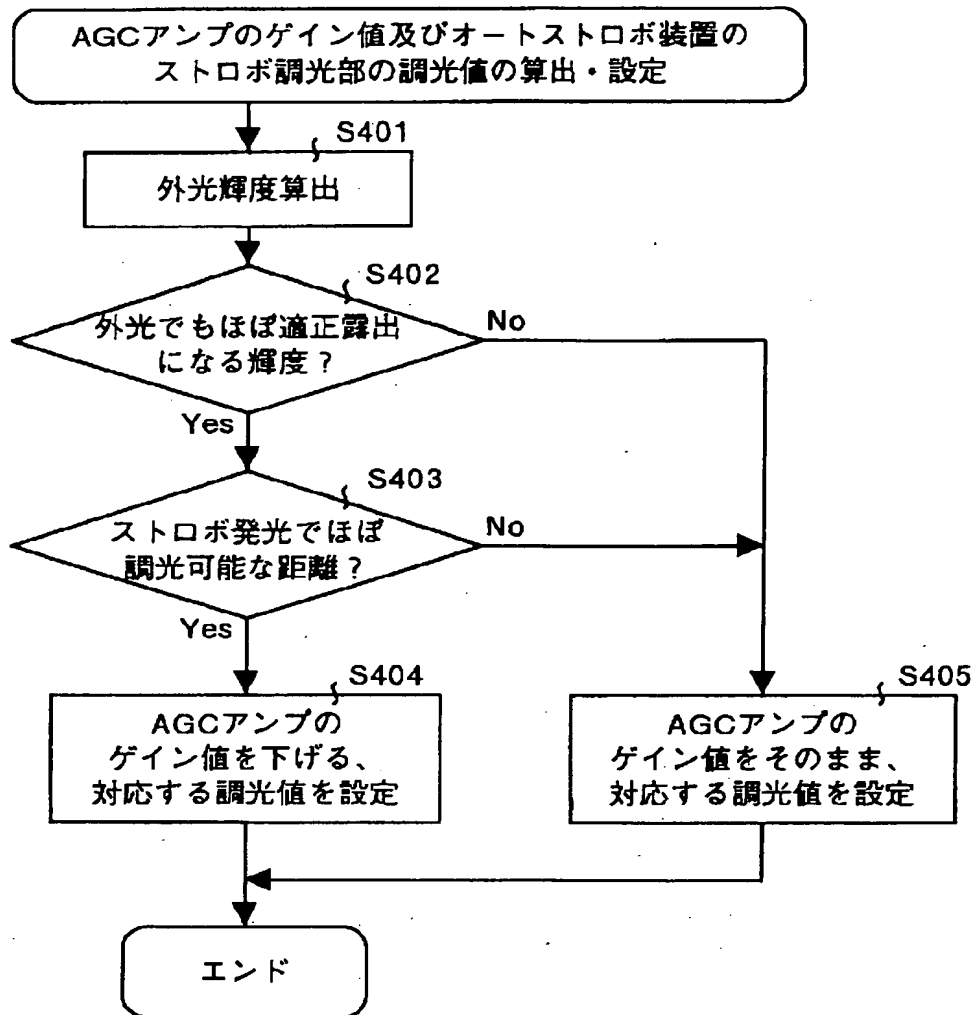 AGCアンプのゲイン値及びオートストロボ装置の
ストロボ調光部の調光値の算出・設定
S401
外光輝度算出
S402
外光でもほぼ適正露出
になる輝度？
No
Yes
S403
ストロボ発光でほぼ
調光可能な距離？
No
Yes
S404
AGCアンプの
ゲイン値を下げる、
対応する調光値を設定
S405
AGCアンプの
ゲイン値をそのまま、
対応する調光値を設定
エンド